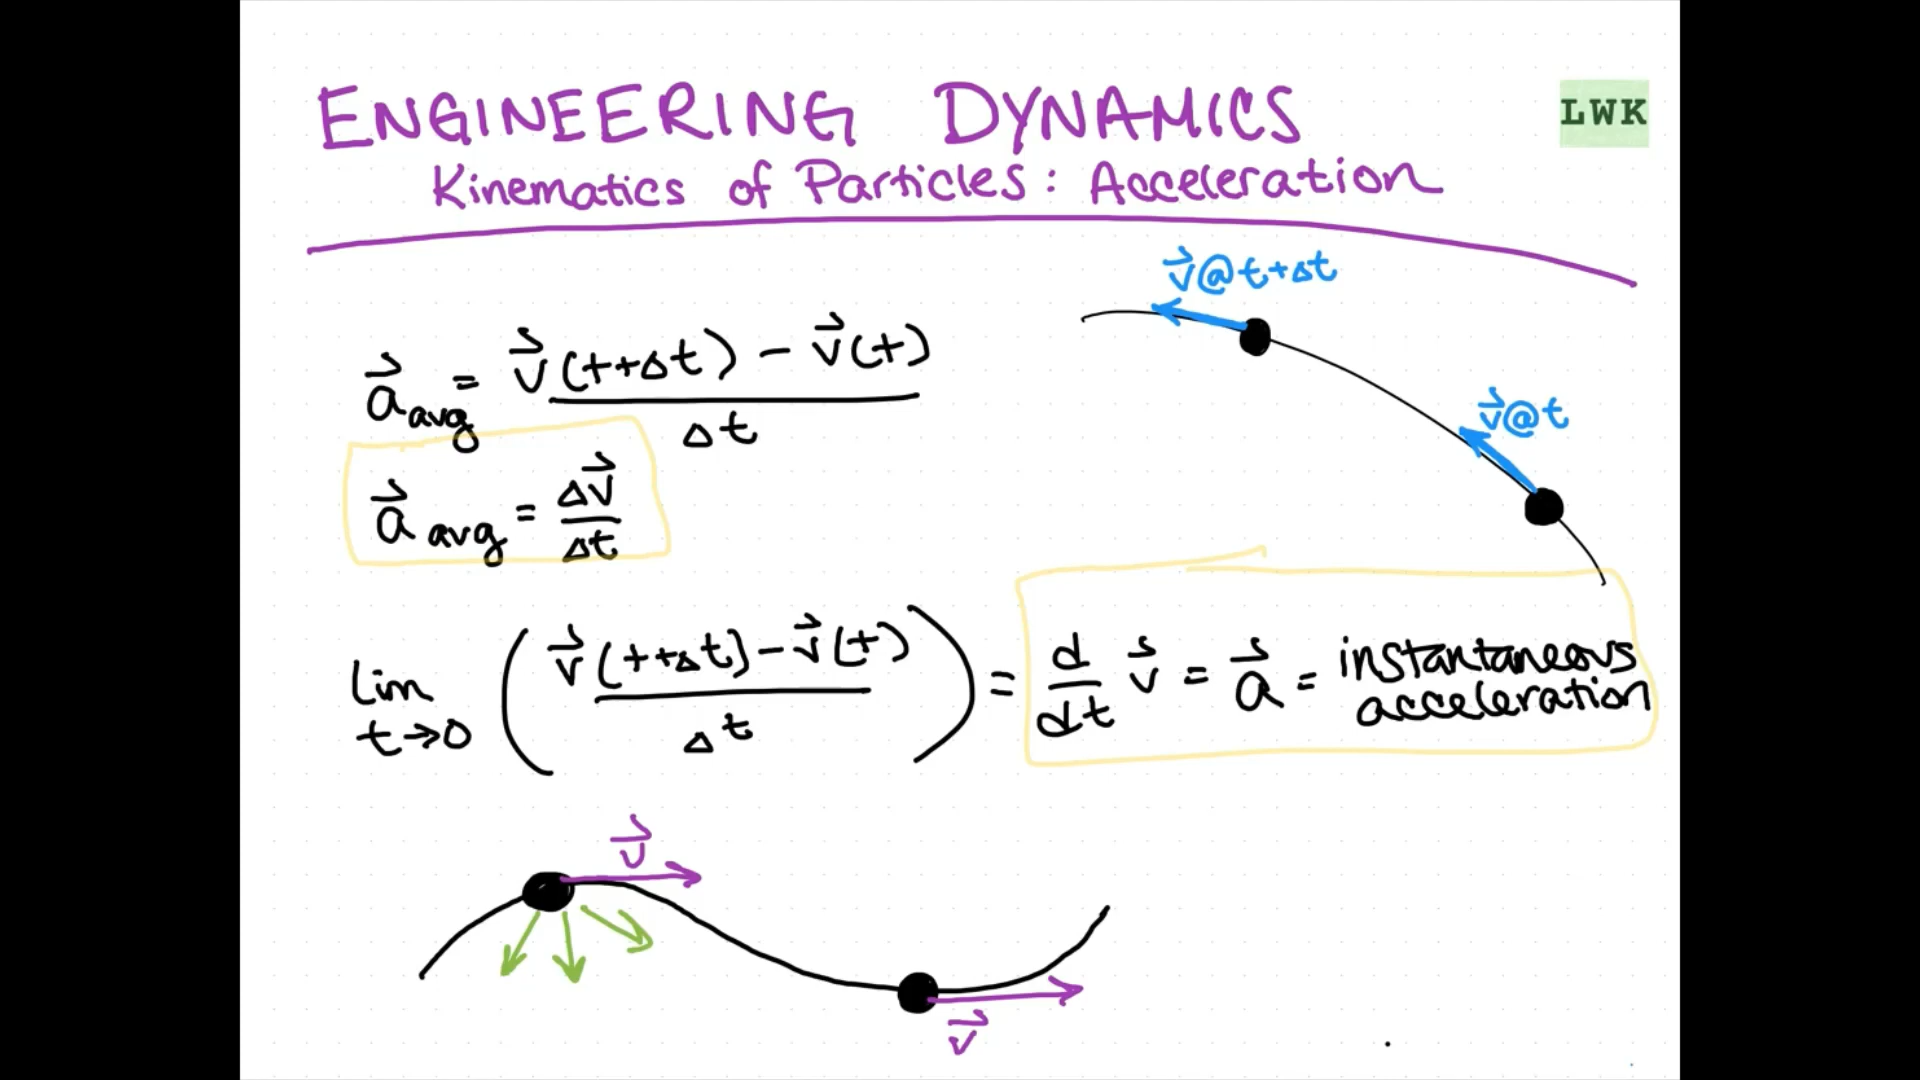 ENGINEERING DYNAMICS
LWK
Kinematics of Particles: Acceleration
v⃗@t+Δt
a⃗avg = v⃗(t+Δt) - v⃗(t)
Δt
v⃗@t
a⃗avg = Δv⃗
Δt
lim t→0 ( v⃗(t+Δt) - v⃗(t) / Δt ) = d/dt v⃗ = a⃗ = instantaneous
acceleration
v⃗
v⃗